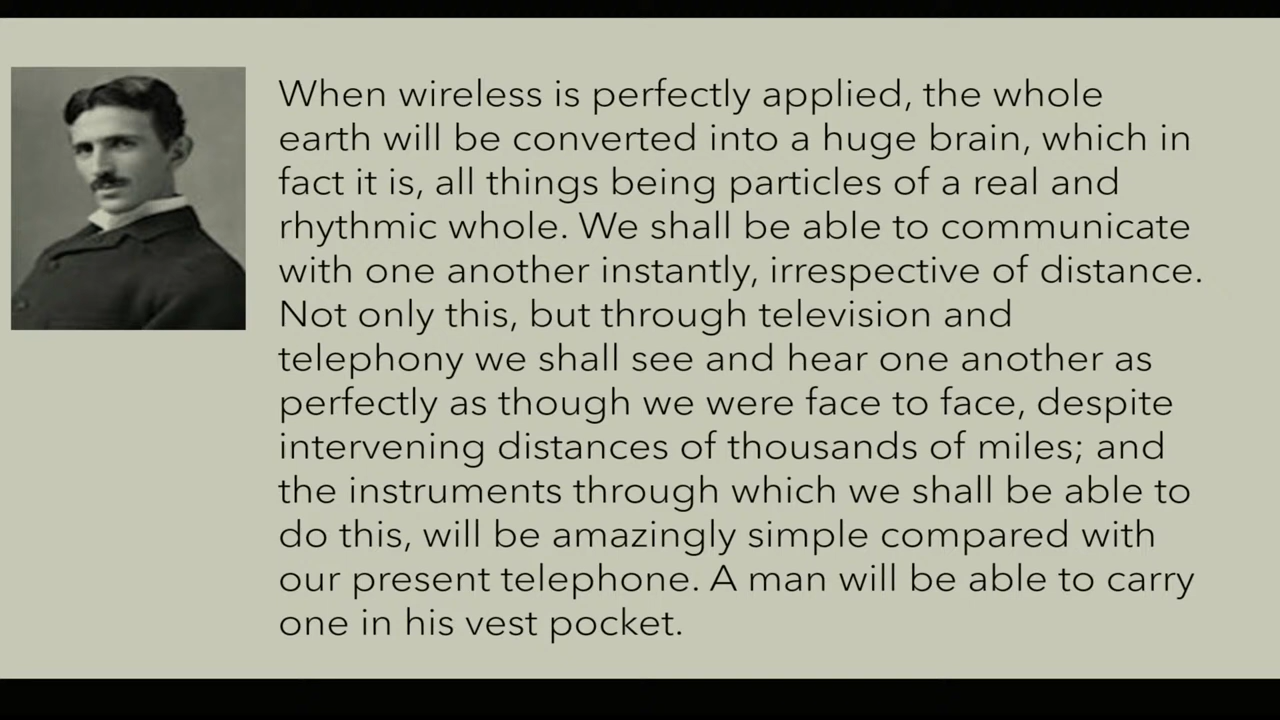 When wireless is perfectly applied, the whole
earth will be converted into a huge brain, which in
fact it is, all things being particles of a real and
rhythmic whole. We shall be able to communicate
with one another instantly, irrespective of distance.
Not only this, but through television and
telephony we shall see and hear one another as
perfectly as though we were face to face, despite
intervening distances of thousands of miles; and
the instruments through which we shall be able to
do this, will be amazingly simple compared with
our present telephone. A man will be able to carry
one in his vest pocket.